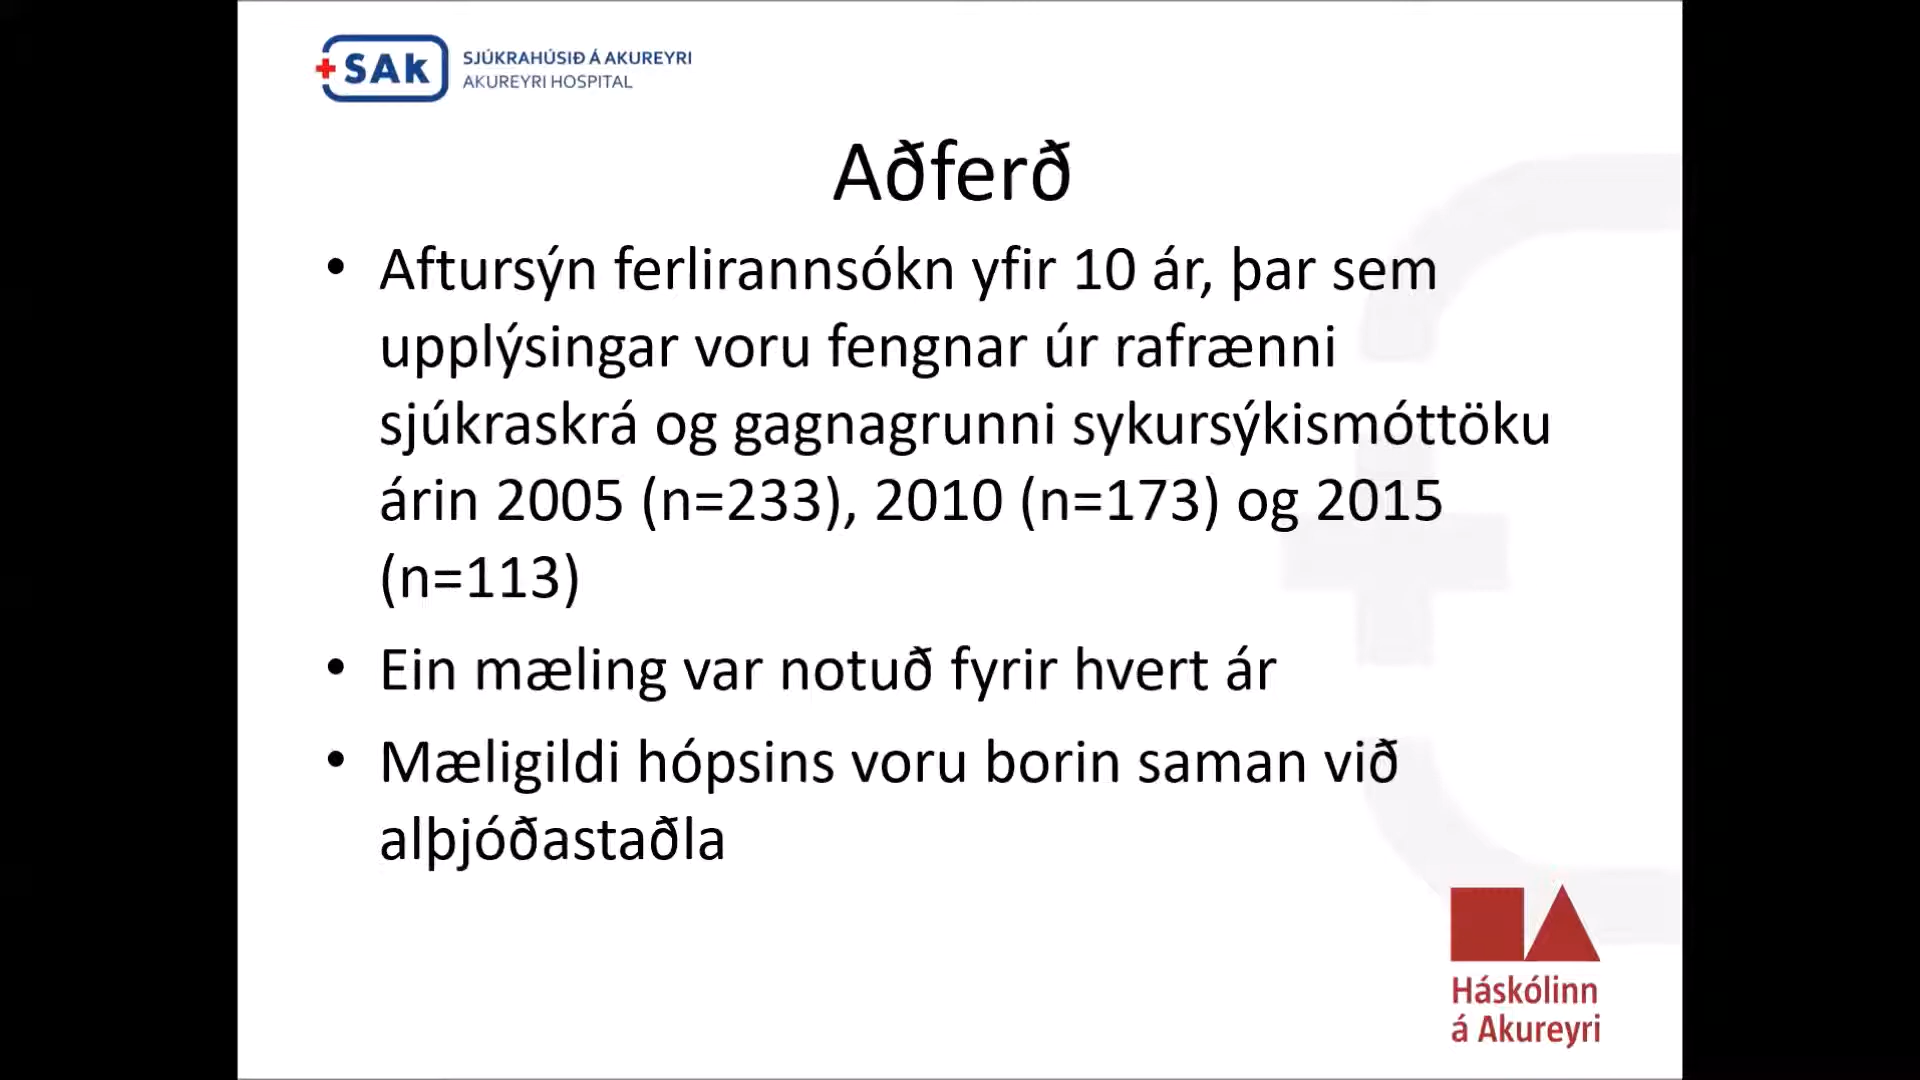 SAk
SJÚKRAHÚSIÐ Á AKUREYRI
AKUREYRI HOSPITAL
Aðferð
• Aftursýn ferlirannsókn yfir 10 ár, þar sem
upplýsingar voru fengnar úr rafrænni
sjúkraskrá og gagnagrunni sykursýkismóttöku
árin 2005 (n=233), 2010 (n=173) og 2015
(n=113)
• Ein mæling var notuð fyrir hvert ár
• Mæligildi hópsins voru borin saman við
alþjóðastaðla
Háskólinn
á Akureyri